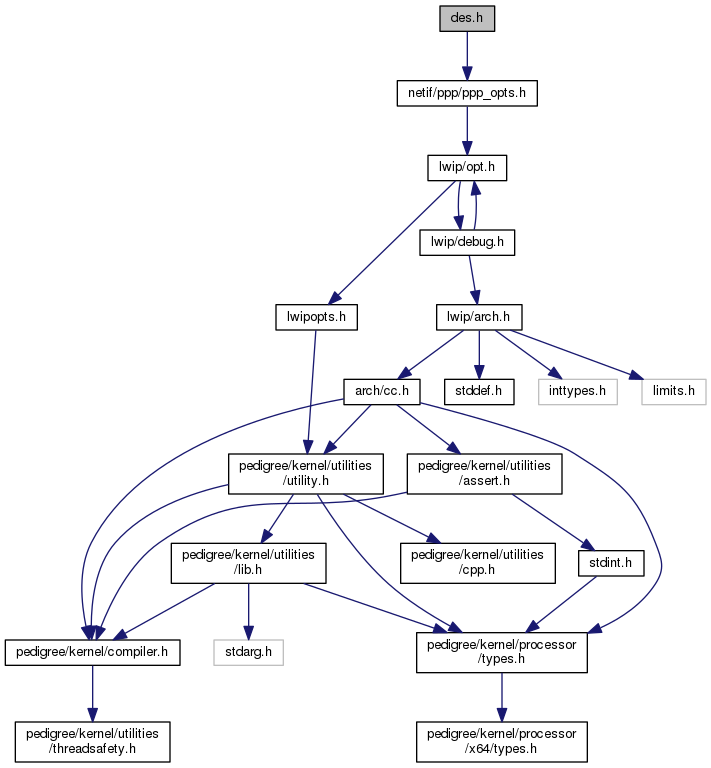 des.h
netif/ppp/ppp_opts.h
lwip/opt.h
lwip/debug.h
lwipopts.h
lwip/arch.h
arch/cc.h
stddef.h
inttypes.h
limits.h
pedigree/kernel/utilities
/utility.h
pedigree/kernel/utilities
/assert.h
pedigree/kernel/utilities
/lib.h
pedigree/kernel/utilities
/cpp.h
stdint.h
pedigree/kernel/compiler.h
stdarg.h
pedigree/kernel/processor
/types.h
pedigree/kernel/utilities
/threadsafety.h
pedigree/kernel/processor
/x64/types.h